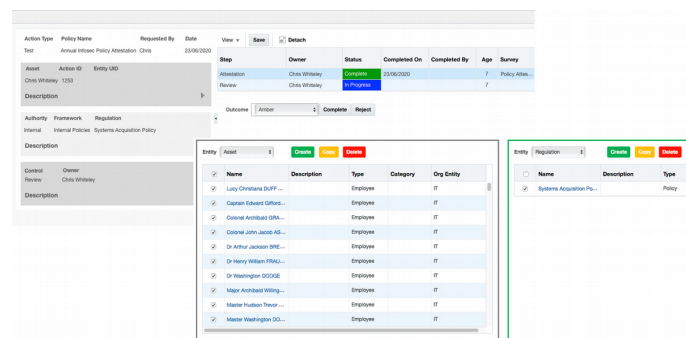 Action Type Policy Name Requested By Date
Test Annual Infosec Policy Attestation Chris 23/06/2020
Asset Action ID Entity UID
Chris Whiteley 1253
Description
Authority Framework Regulation
Internal Internal Policies Systems Acquisition Policy
Description
Control Owner
Review Chris Whiteley
Description
View Save Detach
Step Owner Status Completed On Completed By Age Survey
Attestation Chris Whiteley Complete 23/06/2020 7 Policy Attes...
Review Chris Whiteley In Progress 7
Outcome Amber Complete Reject
Entity Asset Create Copy Delete
Name Description Type Category Org Entity
Lucy Christiana DUFF ... Employee IT
Captain Edward Gifford... Employee IT
Colonel Archibald GRA... Employee IT
Colonel John Jacob AS... Employee IT
Dr Arthur Jackson BRE... Employee IT
Dr Henry William FRAU... Employee IT
Dr Washington DODGE Employee IT
Major Archibald Willing... Employee IT
Master Hudson Trevor ... Employee IT
Master Washington DO... Employee IT
Entity Regulation Create Copy Delete
Name Description Type
Systems Acquisition Po... Policy